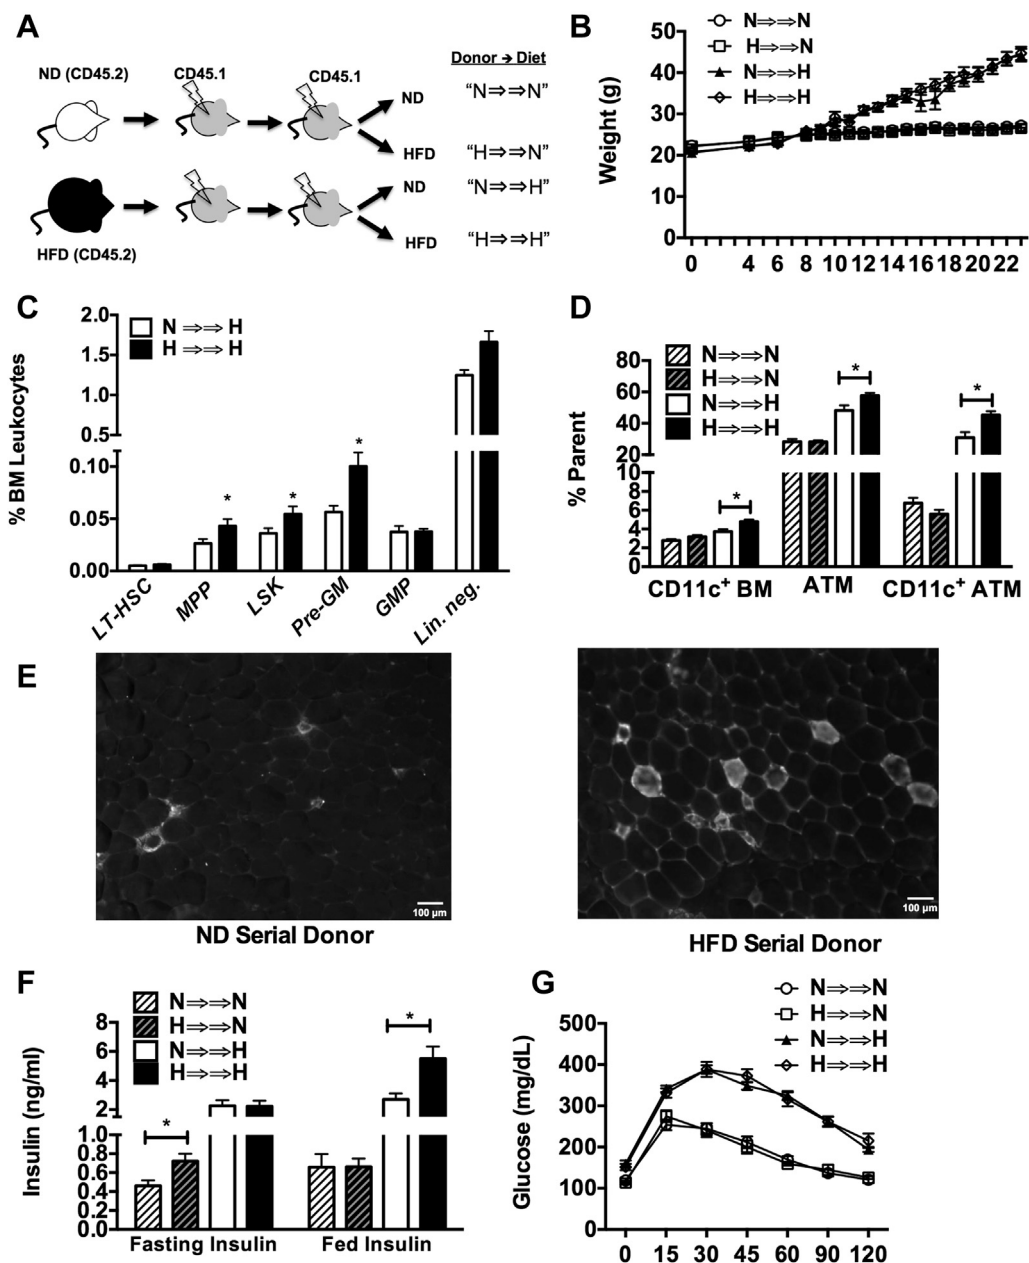 A
ND (CD45.2)
CD45.1
CD45.1
Donor → Diet
ND
"N⇒⇒N"
HFD
"H⇒⇒N"
ND
"N⇒⇒H"
HFD
"H⇒⇒H"
HFD (CD45.2)
B
N⇒⇒N
H⇒⇒N
N⇒⇒H
H⇒⇒H
Weight (g)
50
40
30
20
10
0
0 4 6 8 10 12 14 16 18 20 22
C
N ⇒⇒ H
H ⇒⇒ H
% BM Leukocytes
2.0
1.5
1.0
0.5
0.10
0.05
0.00
* * *
LT-HSC MPP LSK Pre-GM GMP Lin. neg.
D
N⇒⇒N
H⇒⇒N
N⇒⇒H
H⇒⇒H
% Parent
80
60
40
20
10
8
6
4
2
0
* * *
CD11c+ BM ATM CD11c+ ATM
E
100 µm
100 µm
ND Serial Donor
HFD Serial Donor
F
N⇒⇒N
H⇒⇒N
N⇒⇒H
H⇒⇒H
Insulin (ng/ml)
8
6
4
2
1.0
0.8
0.6
0.4
0.2
0.0
* *
Fasting Insulin Fed Insulin
G
N⇒⇒N
H⇒⇒N
N⇒⇒H
H⇒⇒H
Glucose (mg/dL)
500
400
300
200
100
0
0 15 30 45 60 90 120